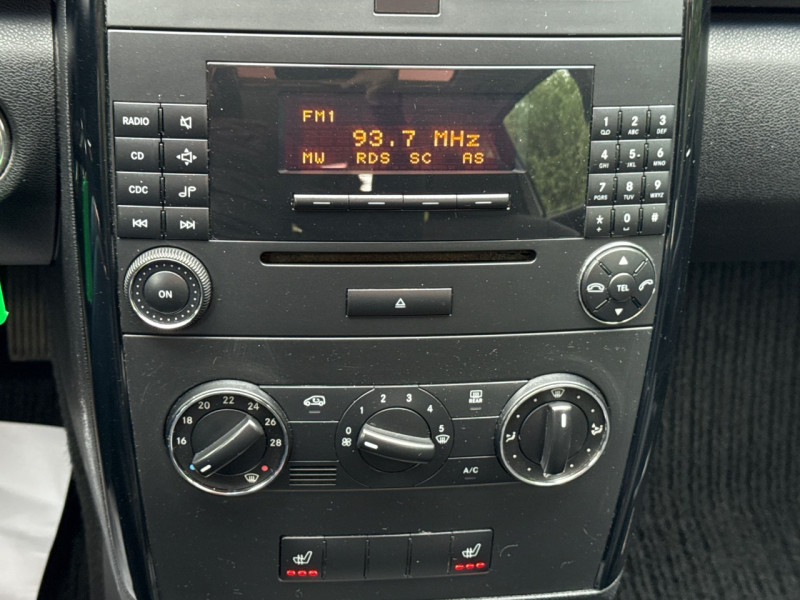 FM1
93.7 MHz
MW RDS SC AS
RADIO
CD
CDC
1 2 ABC 3 DEF
4 GHI 5 JKL 6 MNO
7 PQRS 8 TUV 9 WXYZ
* 0 #
ON
TEL
16 18 20 22 24 26 28
0 1 2 3 4 5
REAR
A/C